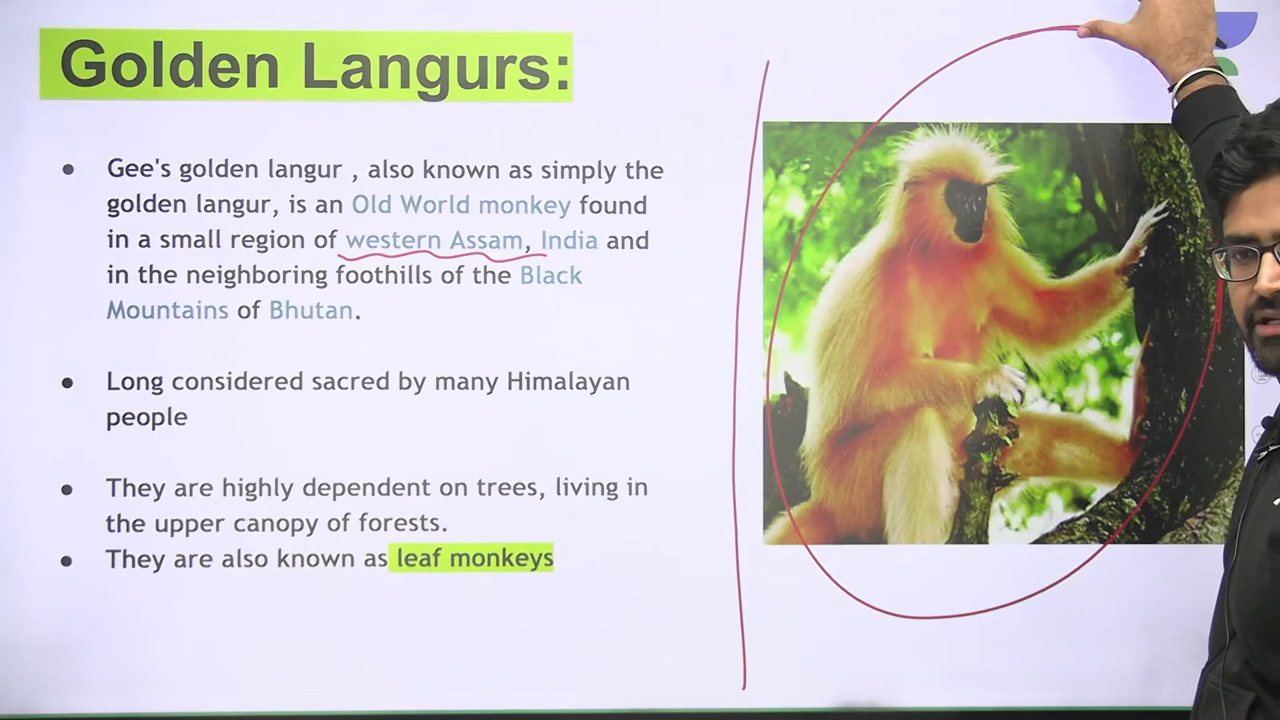 Golden Langurs:
Gee's golden langur , also known as simply the
golden langur, is an Old World monkey found
in a small region of western Assam, India and
in the neighboring foothills of the Black
Mountains of Bhutan.
Long considered sacred by many Himalayan
people
They are highly dependent on trees, living in
the upper canopy of forests.
They are also known as leaf monkeys